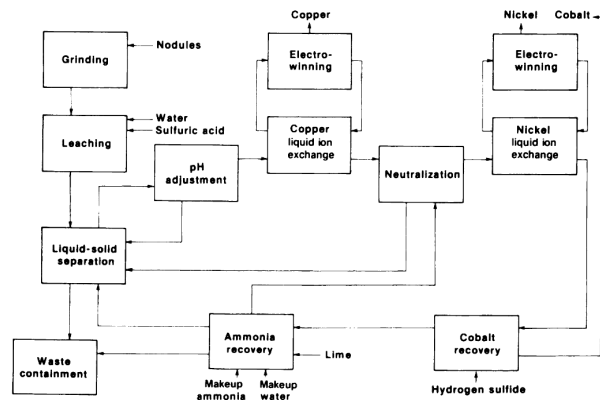 Copper
Nickel
Cobalt
Nodules
Grinding
Electro-
winning
Electro-
winning
Water
Sulfuric acid
Leaching
Copper
liquid ion
exchange
Nickel
liquid ion
exchange
pH
adjustment
Neutralization
Liquid-solid
separation
Ammonia
recovery
Cobalt
recovery
Waste
containment
Lime
Makeup
ammonia
Makeup
water
Hydrogen sulfide